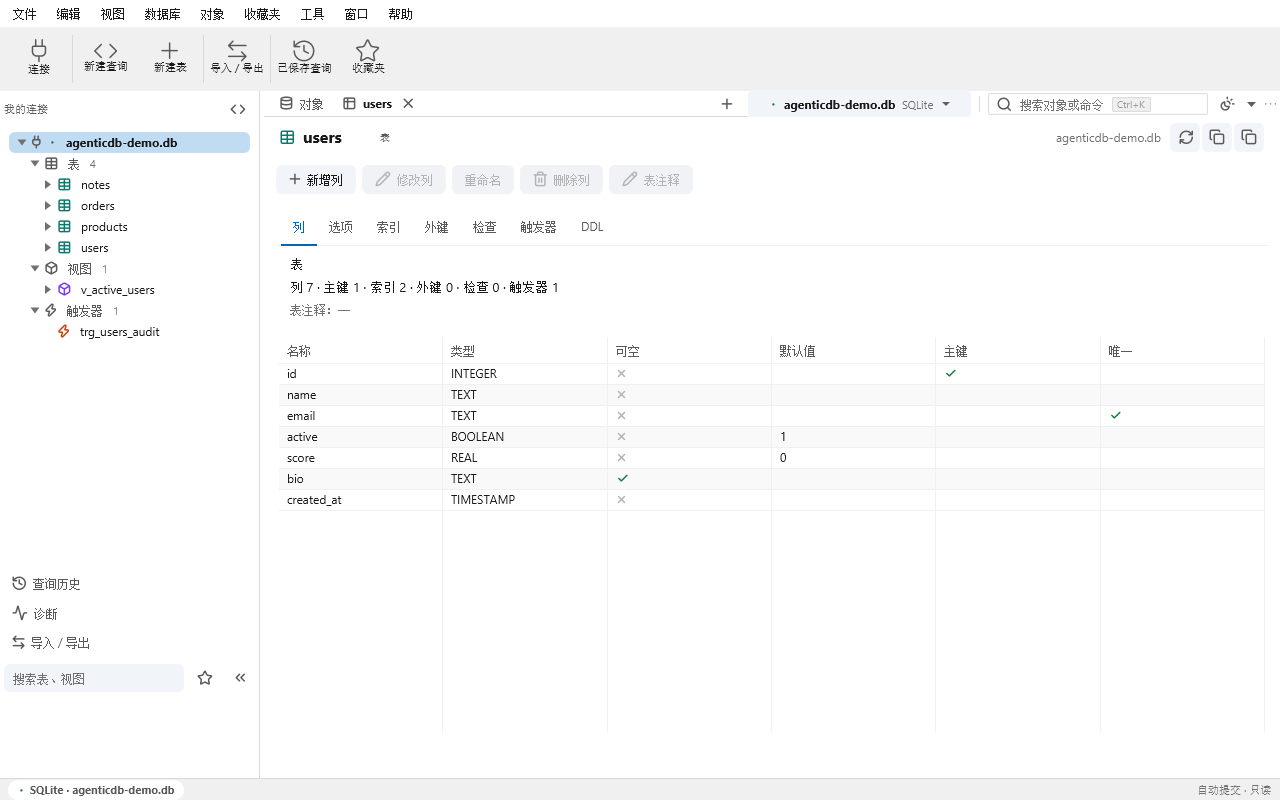 文件 编辑 视图 数据库 对象 收藏夹 工具 窗口 帮助
连接 新建查询 新建表 导入 / 导出 已保存查询 收藏夹
我的连接
agenticdb-demo.db
表 4
notes
orders
products
users
视图 1
v_active_users
触发器 1
trg_users_audit
查询历史
诊断
导入 / 导出
搜索表、视图
对象 users
agenticdb-demo.db SQLite
搜索对象或命令 Ctrl+K
users 表
agenticdb-demo.db
新增列 修改列 重命名 删除列 表注释
列 选项 索引 外键 检查 触发器 DDL
表
列 7 · 主键 1 · 索引 2 · 外键 0 · 检查 0 · 触发器 1
表注释: —
名称 类型 可空 默认值 主键 唯一
id INTEGER
name TEXT
email TEXT
active BOOLEAN 1
score REAL 0
bio TEXT
created_at TIMESTAMP
SQLite · agenticdb-demo.db
自动提交 · 只读